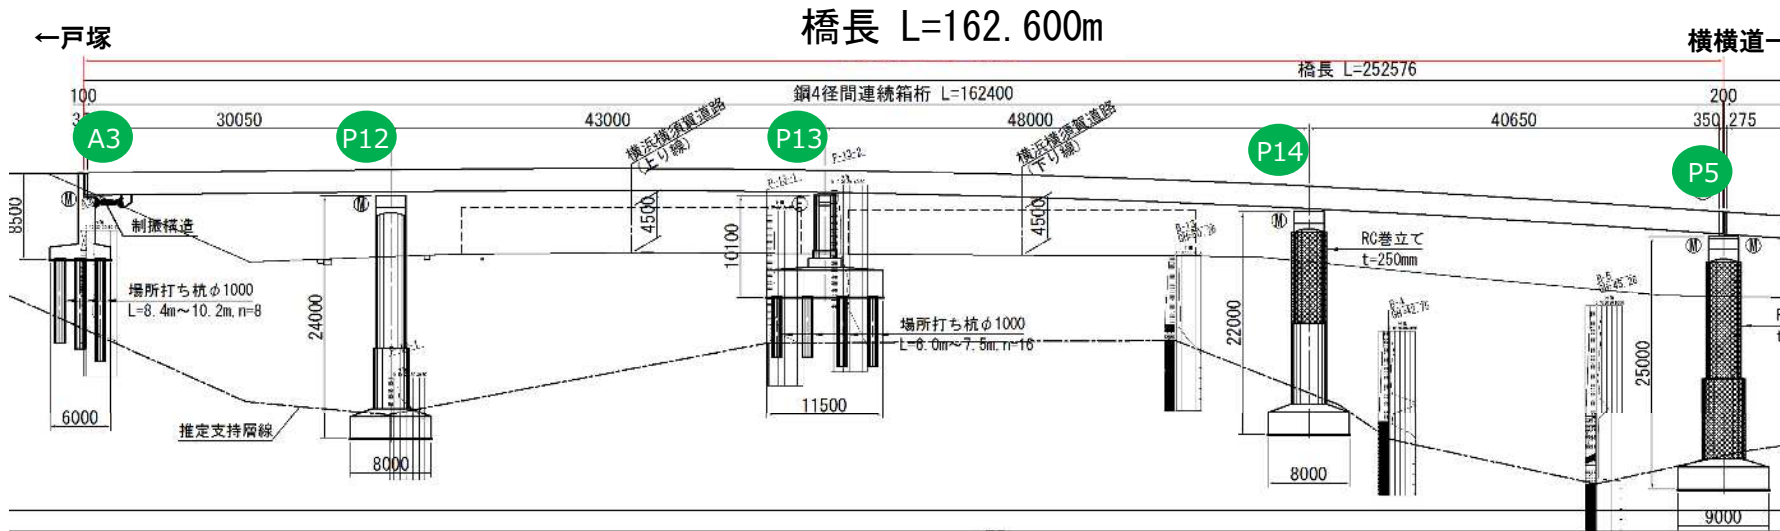 橋長 L=162.600m
←戸塚
横横道
橋長 L=252576
100
鋼4径間連続箱桁 L=162400
200
30050
43000
48000
40650
350
275
A3
P12
P13
P14
P5
横浜横須賀道路
(上り線)
横浜横須賀道路
(下り線)
P-13-2
P-13-1
M
M
F
M
M
M
8500
制振構造
4500
4500
10100
RC巻立て
t=250mm
場所打ち杭φ1000
L=8.4m~10.2m, n=8
24000
場所打ち杭φ1000
L=6.0m~7.5m, n=16
22000
25000
6000
推定支持層線
8000
11500
8000
9000